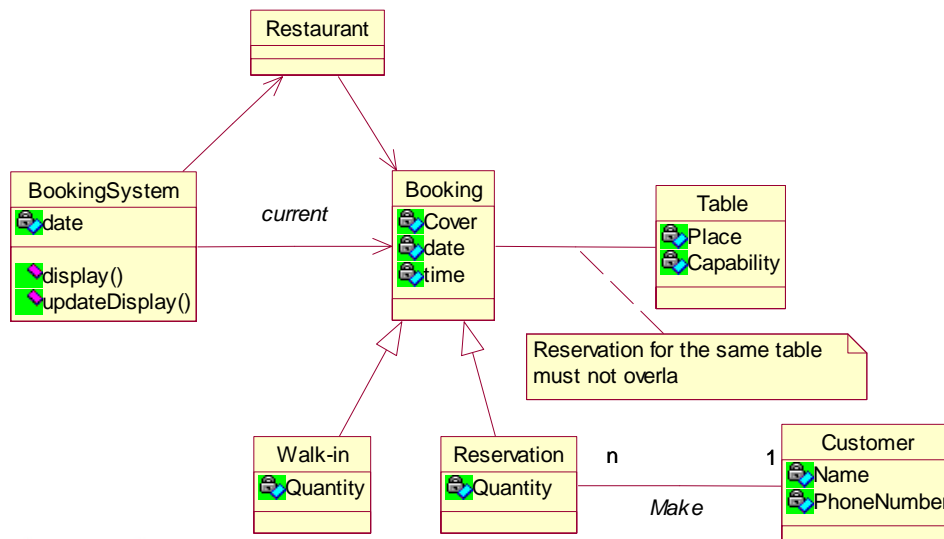 Restaurant
BookingSystem
date
display()
updateDisplay()
current
Booking
Cover
date
time
Table
Place
Capability
Reservation for the same table
must not overla
Walk-in
Quantity
Reservation
Quantity
n
1
Make
Customer
Name
PhoneNumber